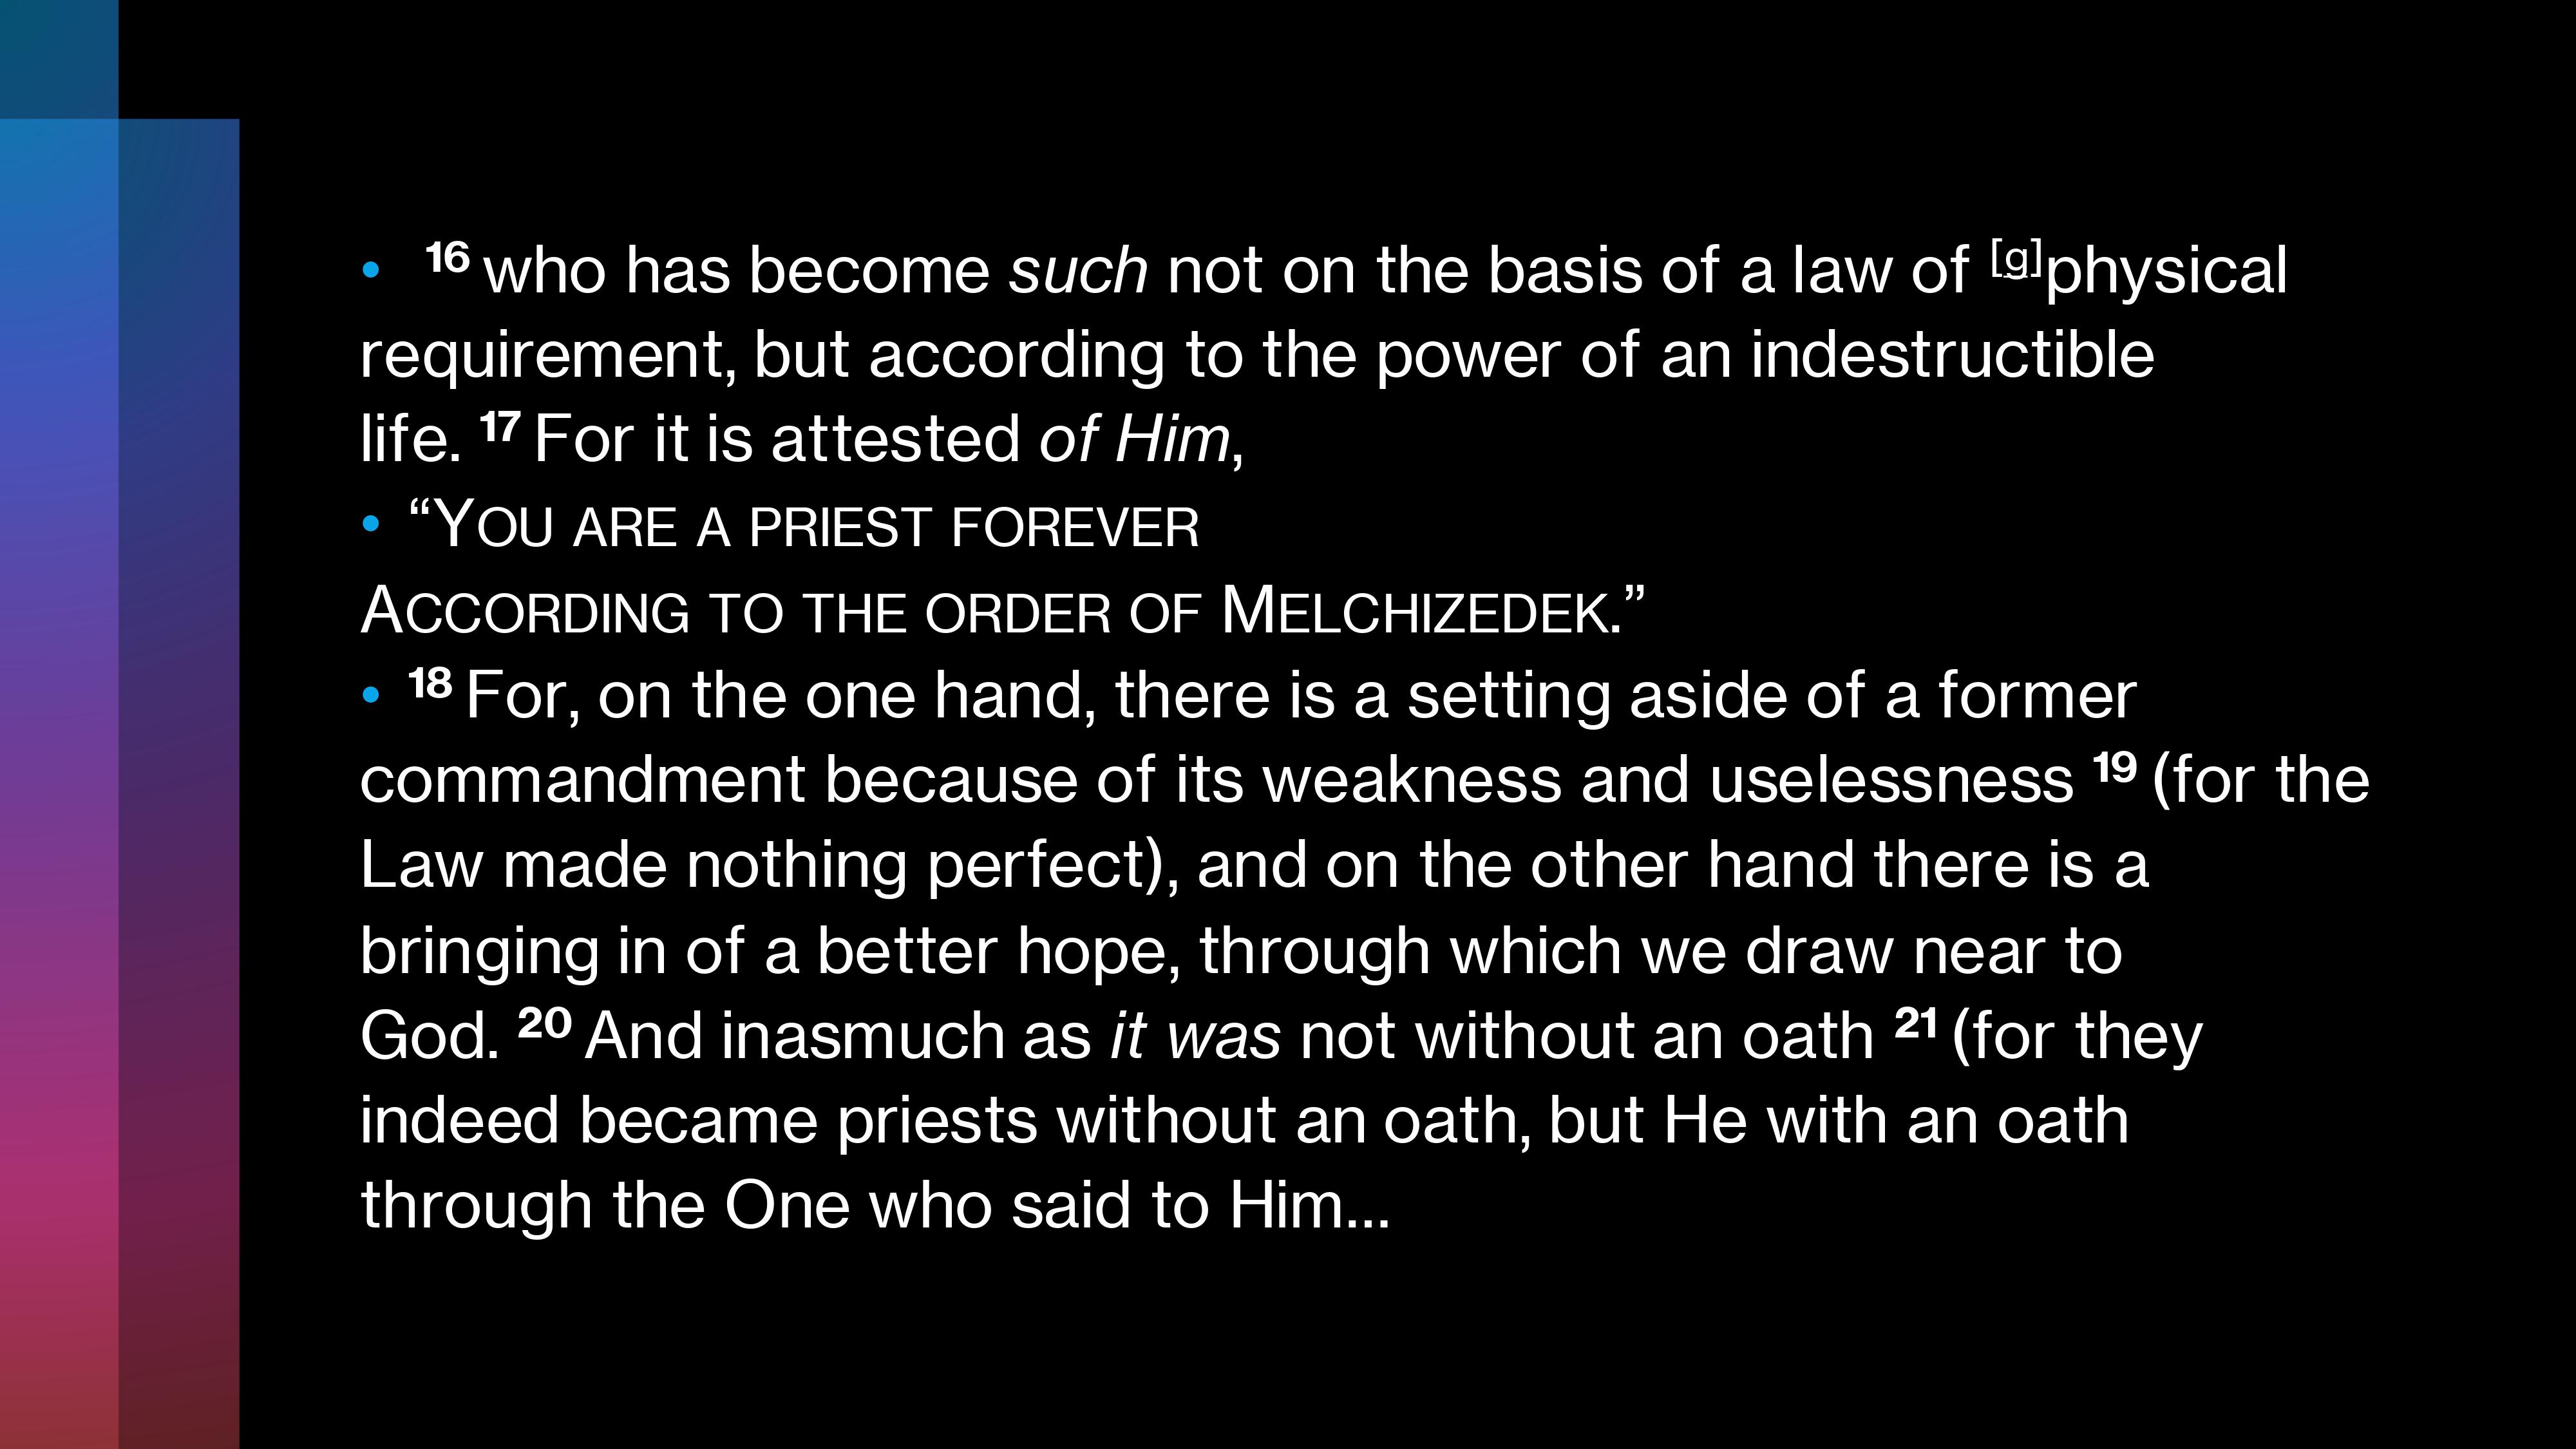 • 16 who has become such not on the basis of a law of [g]physical
requirement, but according to the power of an indestructible
life. 17 For it is attested of Him,
• “YOU ARE A PRIEST FOREVER
ACCORDING TO THE ORDER OF MELCHIZEDEK.”
• 18 For, on the one hand, there is a setting aside of a former
commandment because of its weakness and uselessness 19 (for the
Law made nothing perfect), and on the other hand there is a
bringing in of a better hope, through which we draw near to
God. 20 And inasmuch as it was not without an oath 21 (for they
indeed became priests without an oath, but He with an oath
through the One who said to Him...